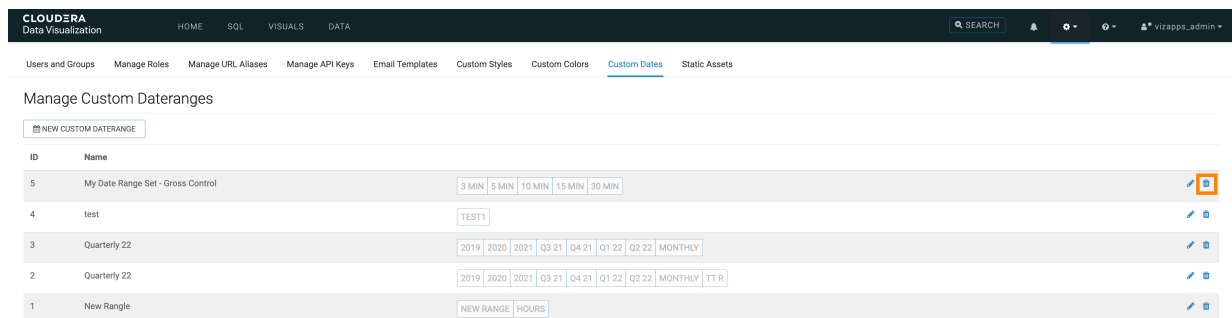 CLOUDERA
Data Visualization
HOME SQL VISUALS DATA SEARCH vizapps_admin
Users and Groups Manage Roles Manage URL Aliases Manage API Keys Email Templates Custom Styles Custom Colors Custom Dates Static Assets
Manage Custom Dateranges
NEW CUSTOM DATERANGE
ID Name
5 My Date Range Set - Gross Control 3 MIN 5 MIN 10 MIN 15 MIN 30 MIN
4 test TEST1
3 Quarterly 22 2019 2020 2021 Q3 21 Q4 21 Q1 22 Q2 22 MONTHLY
2 Quarterly 22 2019 2020 2021 Q3 21 Q4 21 Q1 22 Q2 22 MONTHLY TT R
1 New Rangle NEW RANGE HOURS